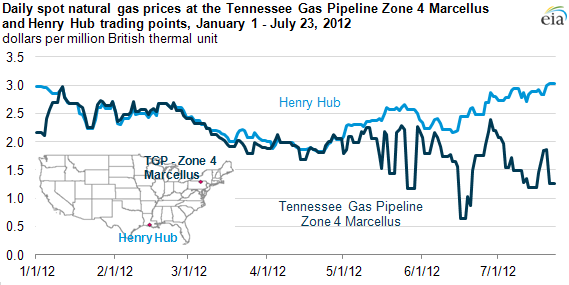 Daily spot natural gas prices at the Tennessee Gas Pipeline Zone 4 Marcellus
and Henry Hub trading points, January 1 - July 23, 2012
dollars per million British thermal unit
eia
3.5
3.0
2.5
2.0
1.5
1.0
0.5
0.0
Henry Hub
TGP - Zone 4
Marcellus
Henry Hub
Tennessee Gas Pipeline
Zone 4 Marcellus
1/1/12 2/1/12 3/1/12 4/1/12 5/1/12 6/1/12 7/1/12